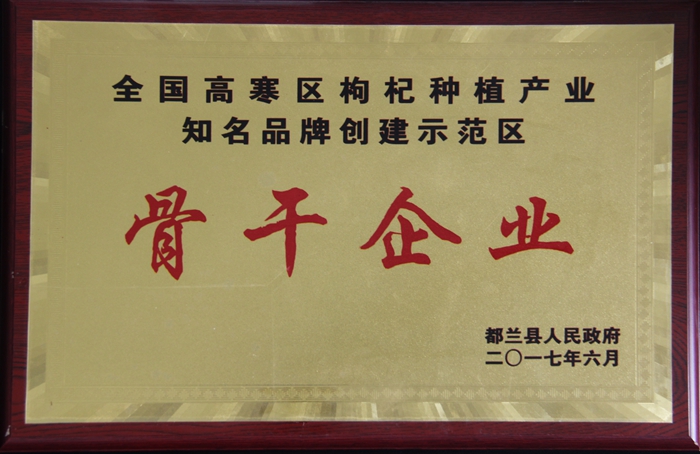 全国高寒区枸杞种植产业
知名品牌创建示范区
骨干企业
都兰县人民政府
二〇一七年六月